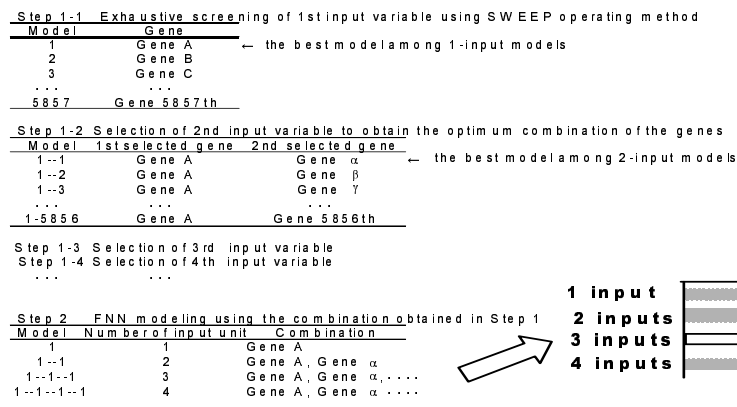 Step 1-1 Exhaustive screening of 1st input variable using SWEEP operating method
Model Gene
1 Gene A ← the best model among 1-input models
2 Gene B
3 Gene C
... ...
5857 Gene 5857th
Step 1-2 Selection of 2nd input variable to obtain the optimum combination of the genes
Model 1st selected gene 2nd selected gene
1--1 Gene A Gene α ← the best model among 2-input models
1--2 Gene A Gene β
1--3 Gene A Gene γ
... ... ...
1-5856 Gene A Gene 5856th
Step 1-3 Selection of 3rd input variable
Step 1-4 Selection of 4th input variable
... ...
Step 2 FNN modeling using the combination obtained in Step 1
Model Number of input unit Combination
1 1 Gene A
1--1 2 Gene A, Gene α
1--1--1 3 Gene A, Gene α, ....
1--1--1--1 4 Gene A, Gene α ....
1 input
2 inputs
3 inputs
4 inputs